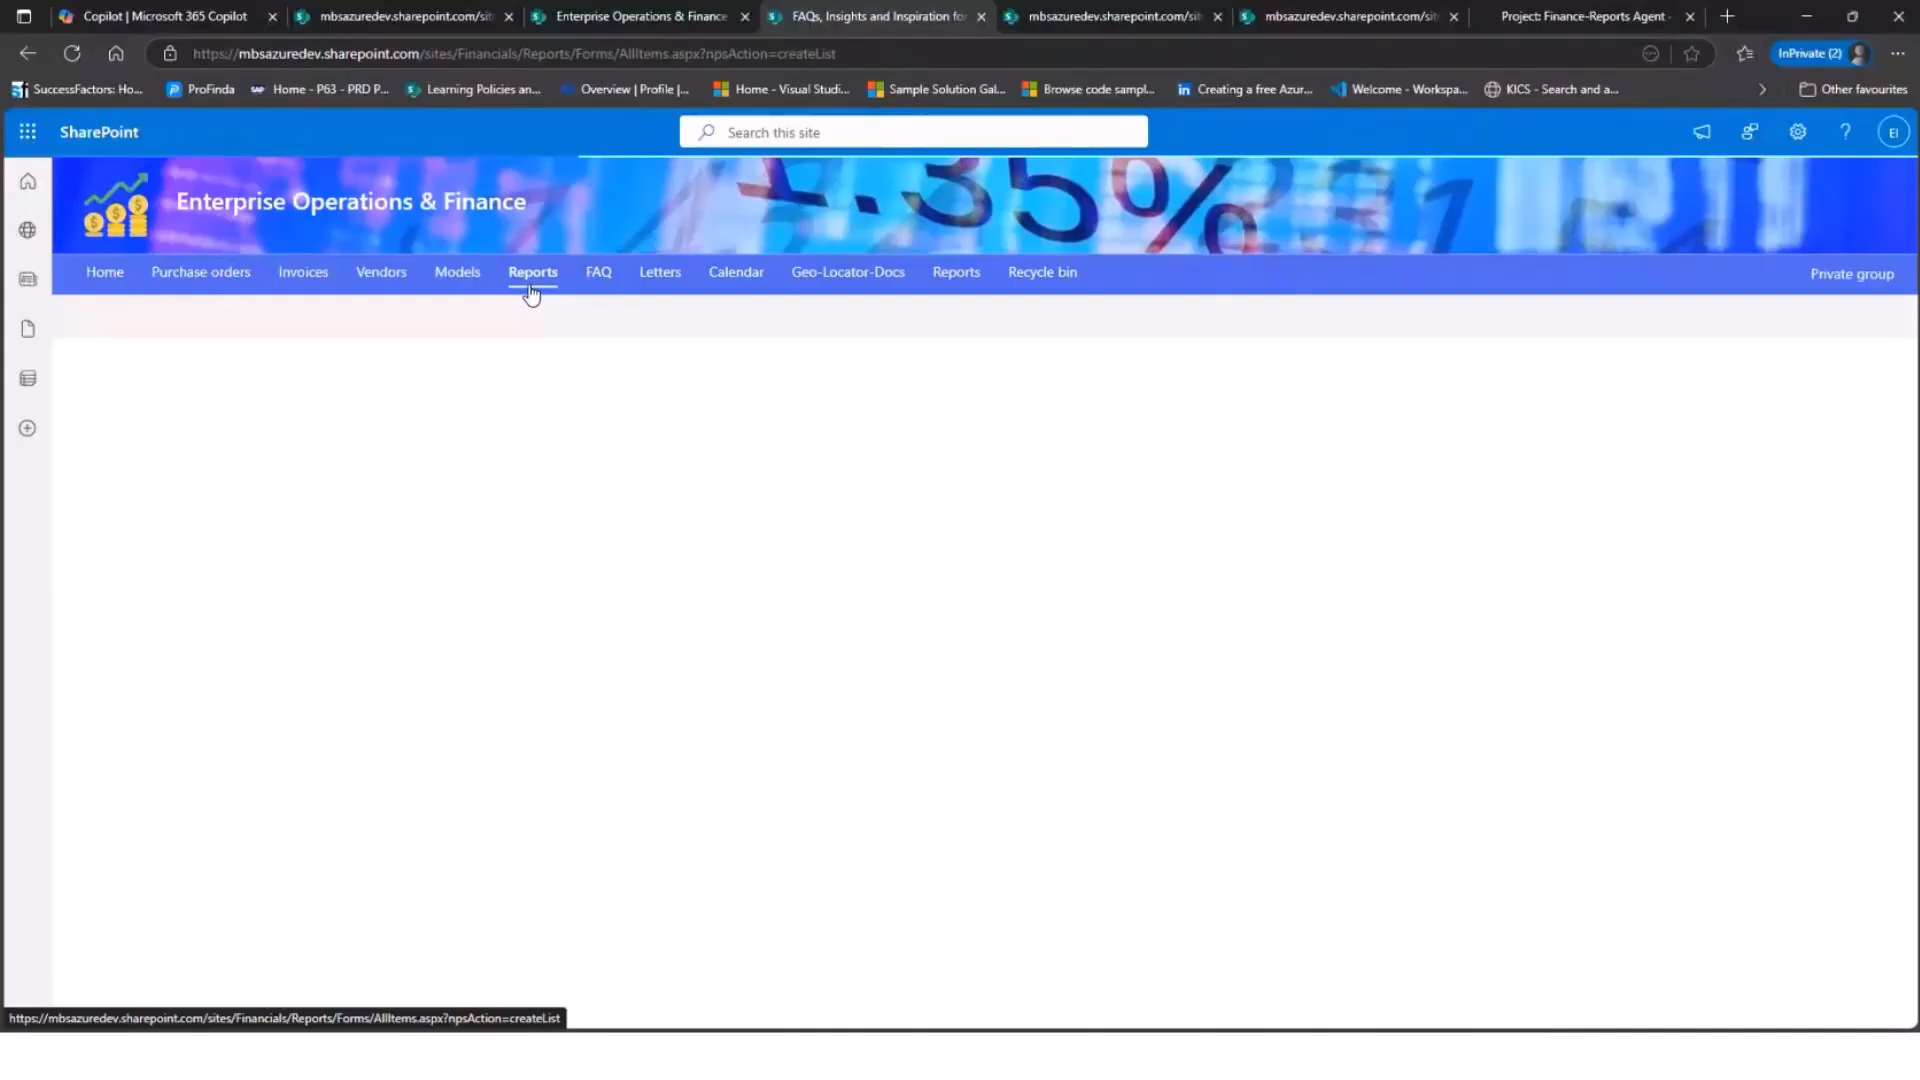 Copilot | Microsoft 365 Copilot
mbsazuredev.sharepoint.com/sit
Enterprise Operations & Finance
FAQs, Insights and Inspiration for
mbsazuredev.sharepoint.com/sit
mbsazuredev.sharepoint.com/sit
Project: Finance-Reports Agent -
https://mbsazuredev.sharepoint.com/sites/Financials/Reports/Forms/AllItems.aspx?npsAction=createList
InPrivate (2)
SuccessFactors: Ho...
ProFinda
SAP
Home - P63 - PRD P...
Learning Policies an...
Overview | Profile |...
Home - Visual Studi...
Sample Solution Gal...
Browse code sampl...
Creating a free Azur...
Welcome - Workspa...
KICS - Search and a...
Other favourites
SharePoint
Search this site
EI
Enterprise Operations & Finance
Home
Purchase orders
Invoices
Vendors
Models
Reports
FAQ
Letters
Calendar
Geo-Locator-Docs
Reports
Recycle bin
Private group
https://mbsazuredev.sharepoint.com/sites/Financials/Reports/Forms/AllItems.aspx?npsAction=createList